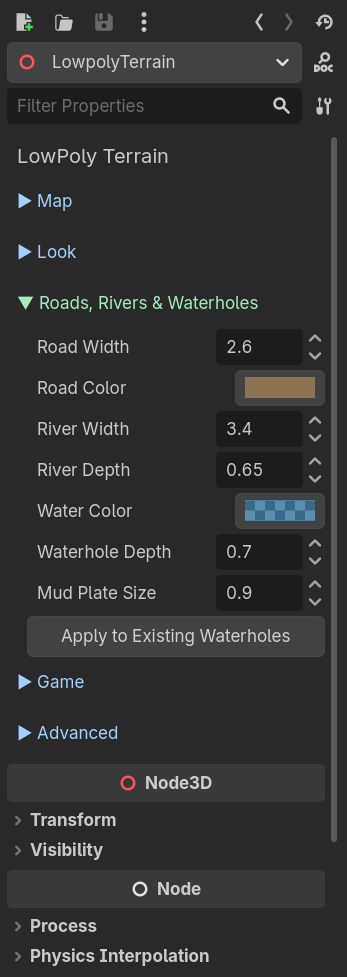 LowpolyTerrain
DOC
Filter Properties
LowPoly Terrain
Map
Look
Roads, Rivers & Waterholes
Road Width 2.6
Road Color
River Width 3.4
River Depth 0.65
Water Color
Waterhole Depth 0.7
Mud Plate Size 0.9
Apply to Existing Waterholes
Game
Advanced
Node3D
Transform
Visibility
Node
Process
Physics Interpolation